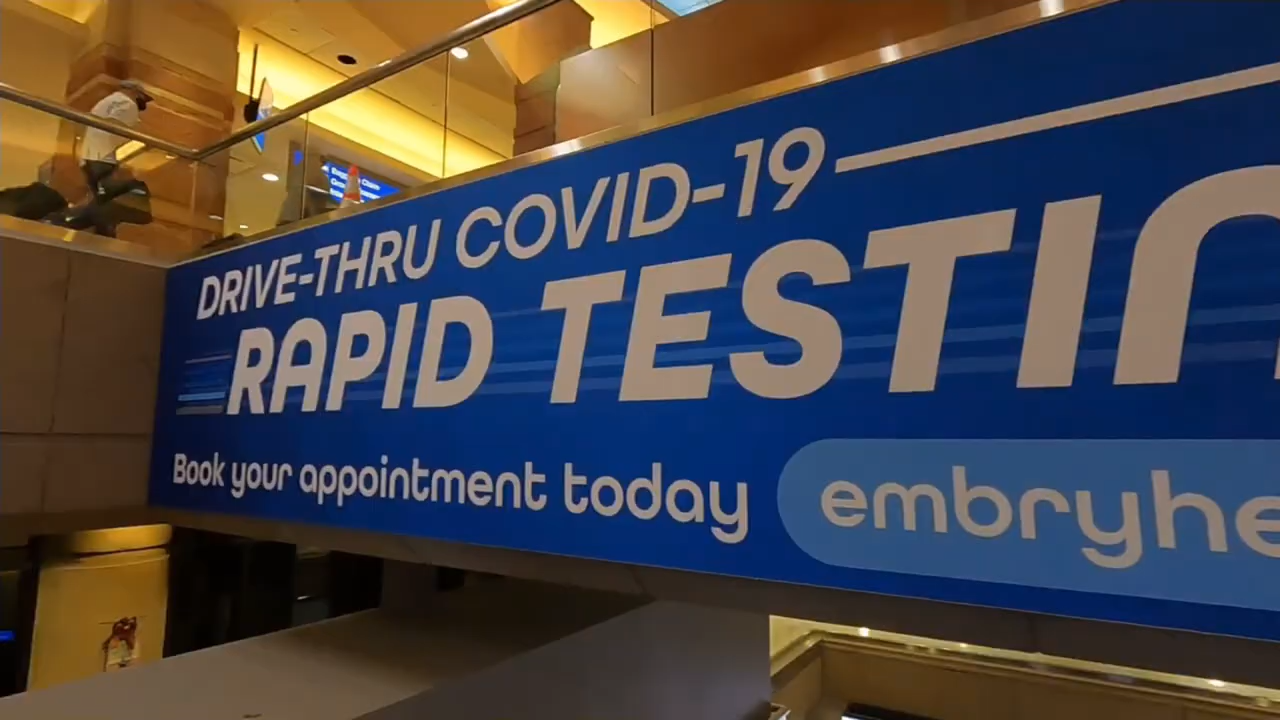 DRIVE-THRU COVID-19
RAPID TESTIN
Book your appointment today
embryhe